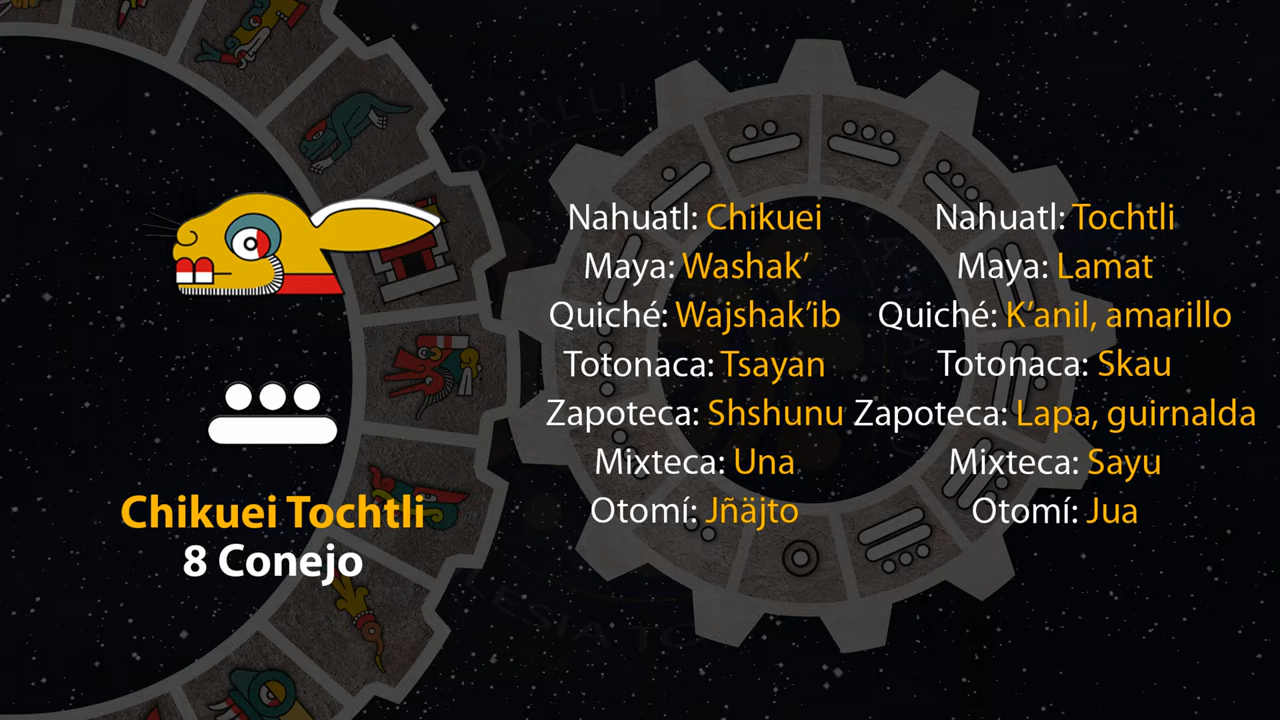 Nahuatl: Chikuei
Maya: Washak’
Quiché: Wajshak’ib
Totonaca: Tsayan
Zapoteca: Shshunu
Mixteca: Una
Otomí: Jñäjto
Nahuatl: Tochtli
Maya: Lamat
Quiché: K’anil, amarillo
Totonaca: Skau
Zapoteca: Lapa, guirnalda
Mixteca: Sayu
Otomí: Jua
Chikuei Tochtli
8 Conejo